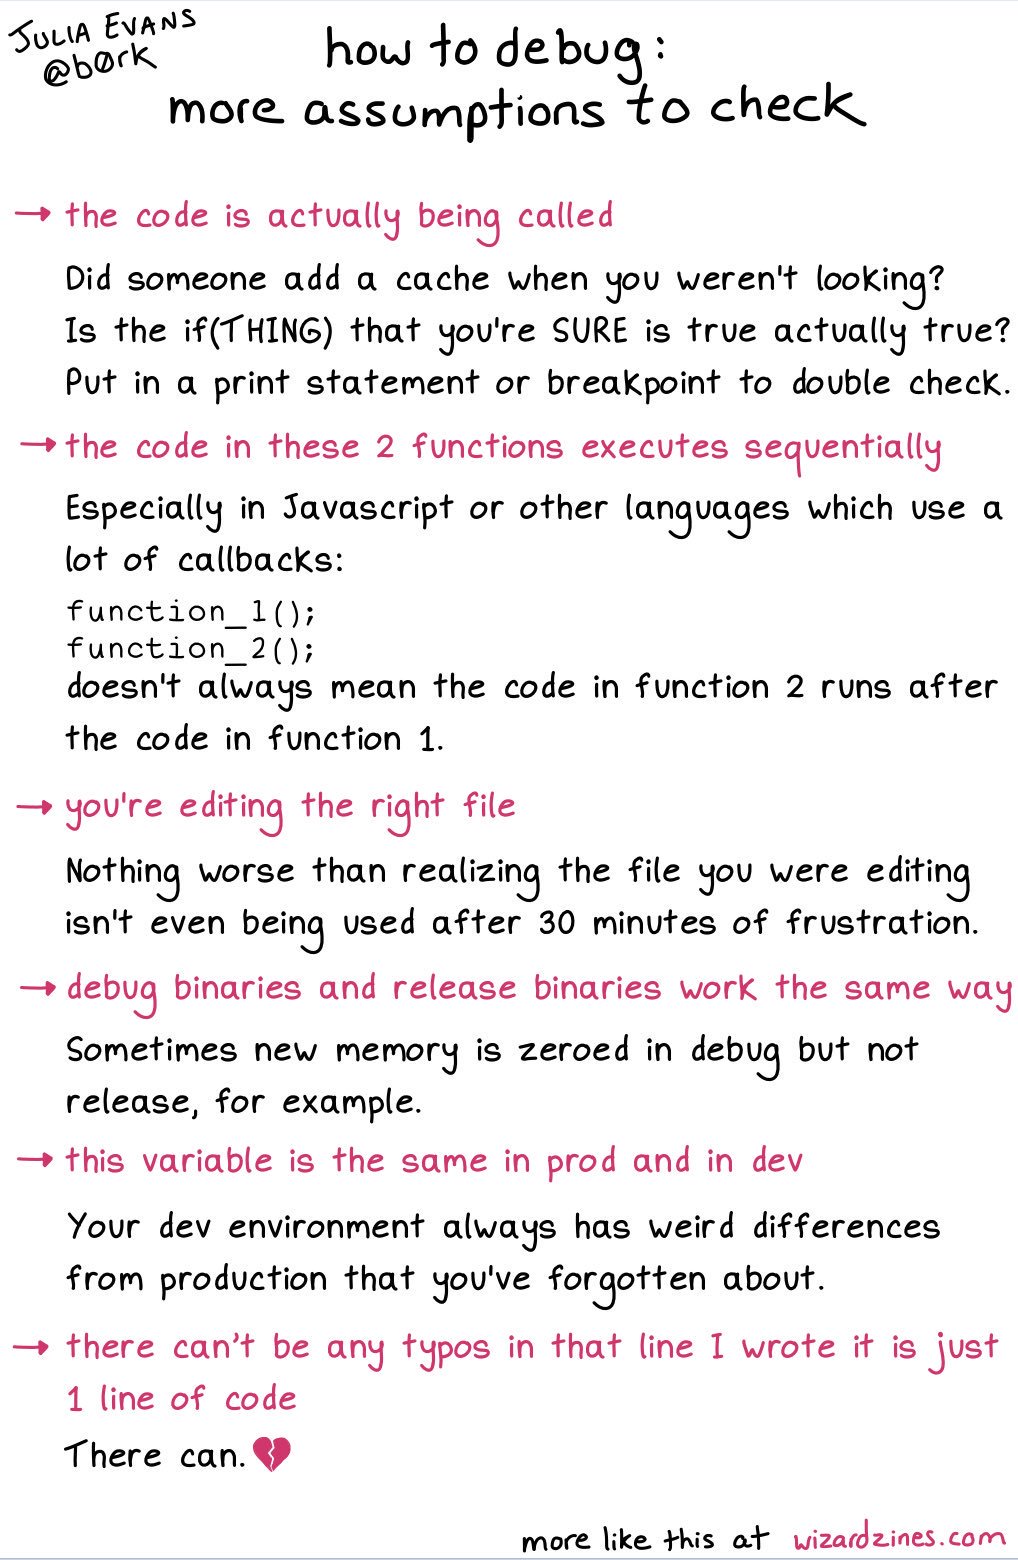 JULIA EVANS
@b0rk
how to debug:
more assumptions to check
→ the code is actually being called
Did someone add a cache when you weren't looking?
Is the if(THING) that you're SURE is true actually true?
Put in a print statement or breakpoint to double check.
→ the code in these 2 functions executes sequentially
Especially in Javascript or other languages which use a
lot of callbacks:
function_1();
function_2();
doesn't always mean the code in function 2 runs after
the code in function 1.
→ you're editing the right file
Nothing worse than realizing the file you were editing
isn't even being used after 30 minutes of frustration.
→ debug binaries and release binaries work the same way
Sometimes new memory is zeroed in debug but not
release, for example.
→ this variable is the same in prod and in dev
Your dev environment always has weird differences
from production that you've forgotten about.
→ there can't be any typos in that line I wrote it is just
1 line of code
There can. 💔
more like this at wizardzines.com